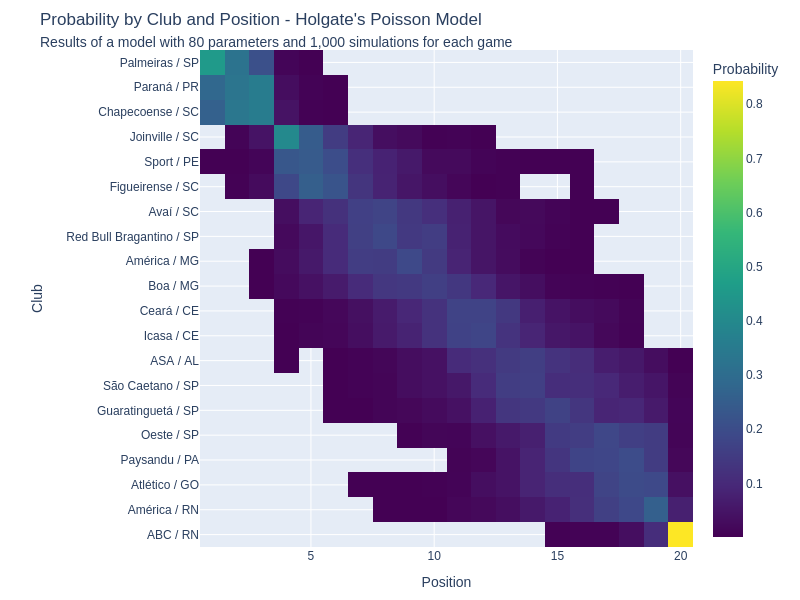 Probability by Club and Position - Holgate's Poisson Model
Results of a model with 80 parameters and 1,000 simulations for each game
Probability
Palmeiras / SP
Paraná / PR
Chapecoense / SC
Joinville / SC
Sport / PE
Figueirense / SC
Avaí / SC
Red Bull Bragantino / SP
América / MG
Boa / MG
Ceará / CE
Icasa / CE
ASA / AL
São Caetano / SP
Guaratinguetá / SP
Oeste / SP
Paysandu / PA
Atlético / GO
América / RN
ABC / RN
Club
5
10
15
20
Position
0.8
0.7
0.6
0.5
0.4
0.3
0.2
0.1